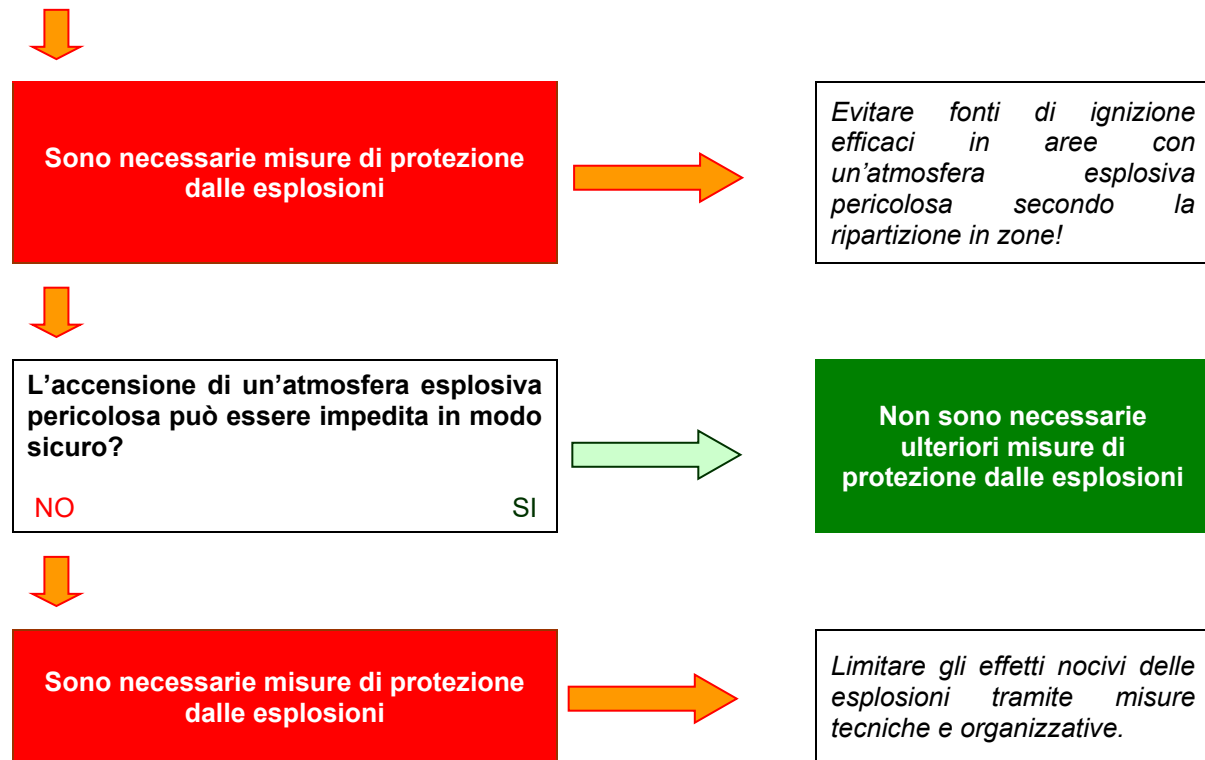 Sono necessarie misure di protezione
dalle esplosioni
Evitare fonti di ignizione
efficaci in aree con
un'atmosfera esplosiva
pericolosa secondo la
ripartizione in zone!
L’accensione di un’atmosfera esplosiva
pericolosa può essere impedita in modo
sicuro?
NO SI
Non sono necessarie
ulteriori misure di
protezione dalle esplosioni
Sono necessarie misure di protezione
dalle esplosioni
Limitare gli effetti nocivi delle
esplosioni tramite misure
tecniche e organizzative.